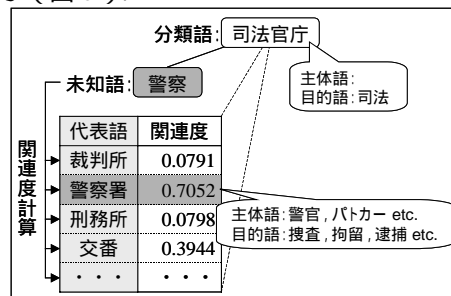 分類語: 司法官庁
主体語:
目的語: 司法
未知語: 警察
代表語 関連度
裁判所 0.0791
警察署 0.7052
刑務所 0.0798
交番 0.3944
・・・ ・・・
関連度計算
主体語: 警官, パトカー etc.
目的語: 捜査, 拘留, 逮捕 etc.